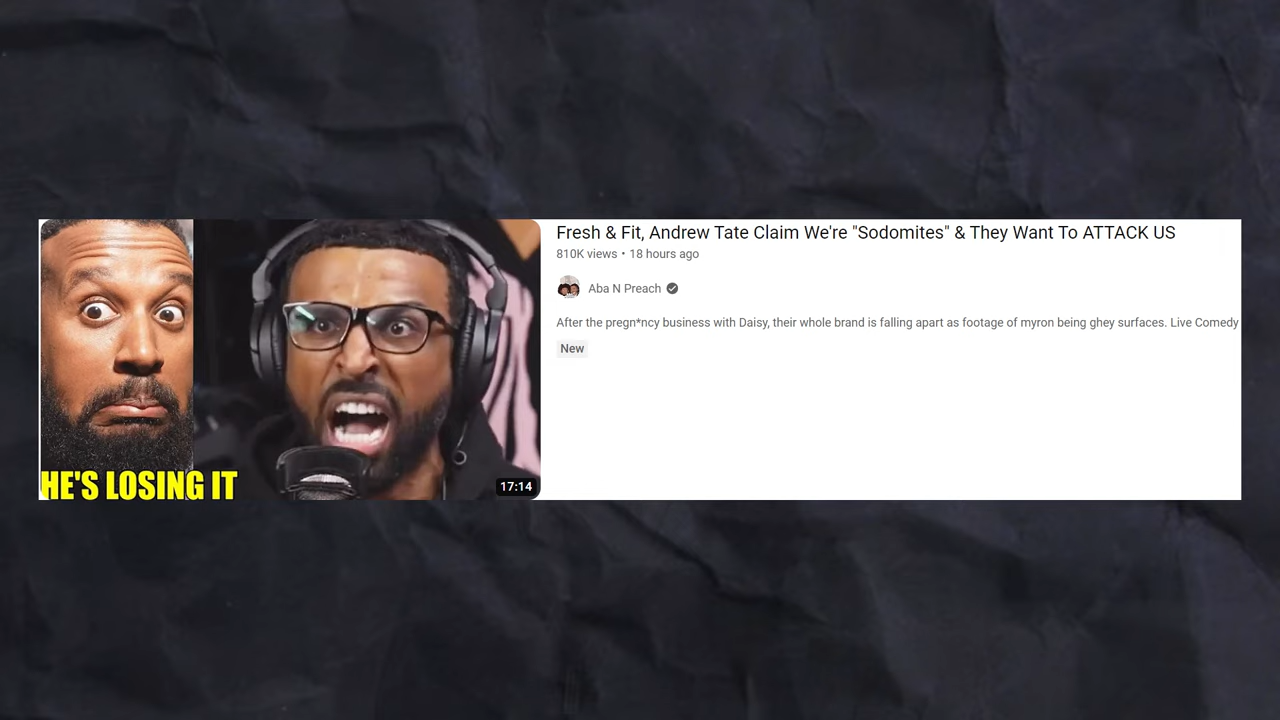 Fresh & Fit, Andrew Tate Claim We're "Sodomites" & They Want To ATTACK US
810K views • 18 hours ago
Aba N Preach
After the pregn*ncy business with Daisy, their whole brand is falling apart as footage of myron being ghey surfaces. Live Comedy
New
HE'S LOSING IT
17:14